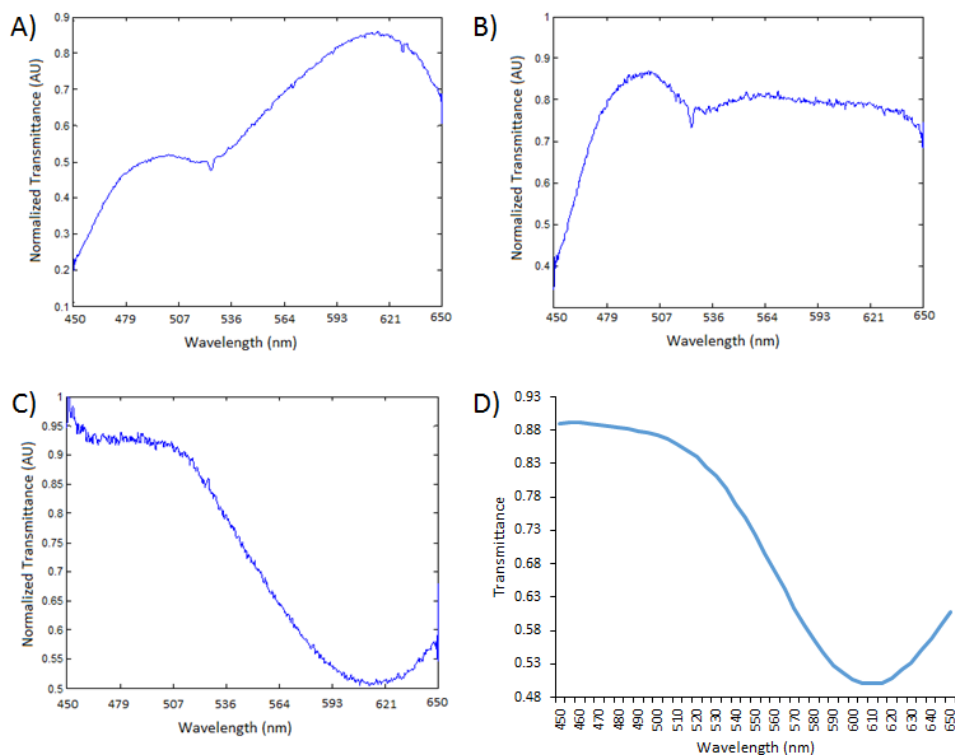 A)
Normalized Transmittance (AU)
0.9
0.8
0.7
0.6
0.5
0.4
0.3
0.2
0.1
450 479 507 536 564 593 621 650
Wavelength (nm)
B)
Normalized Transmittance (AU)
1
0.9
0.8
0.7
0.6
0.5
0.4
450 479 507 536 564 593 621 650
Wavelength (nm)
C)
Normalized Transmittance (AU)
1
0.95
0.9
0.85
0.8
0.75
0.7
0.65
0.6
0.55
0.5
450 479 507 536 564 593 621 650
Wavelength (nm)
D)
Transmittance
0.93
0.88
0.83
0.78
0.73
0.68
0.63
0.58
0.53
0.48
450 460 470 480 490 500 510 520 530 540 550 560 570 580 590 600 610 620 630 640 650
Wavelength (nm)